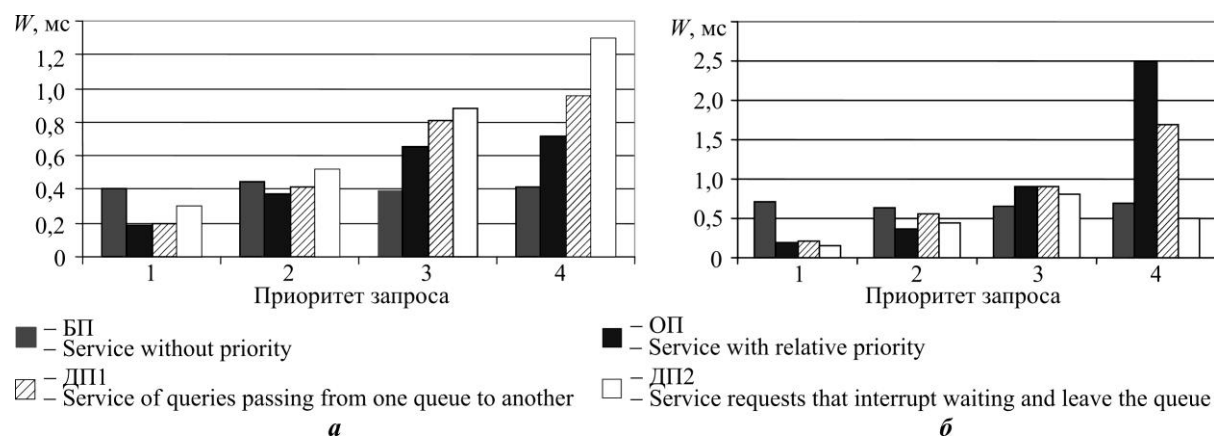 W, мс
1,2
1,0
0,8
0,6
0,4
0,2
0
1 2 3 4
Приоритет запроса
W, мс
2,5
2,0
1,5
1,0
0,5
0
1 2 3 4
Приоритет запроса
– БП
– Service without priority
– ОП
– Service with relative priority
– ДП1
– Service of queries passing from one queue to another
– ДП2
– Service requests that interrupt waiting and leave the queue
а
б